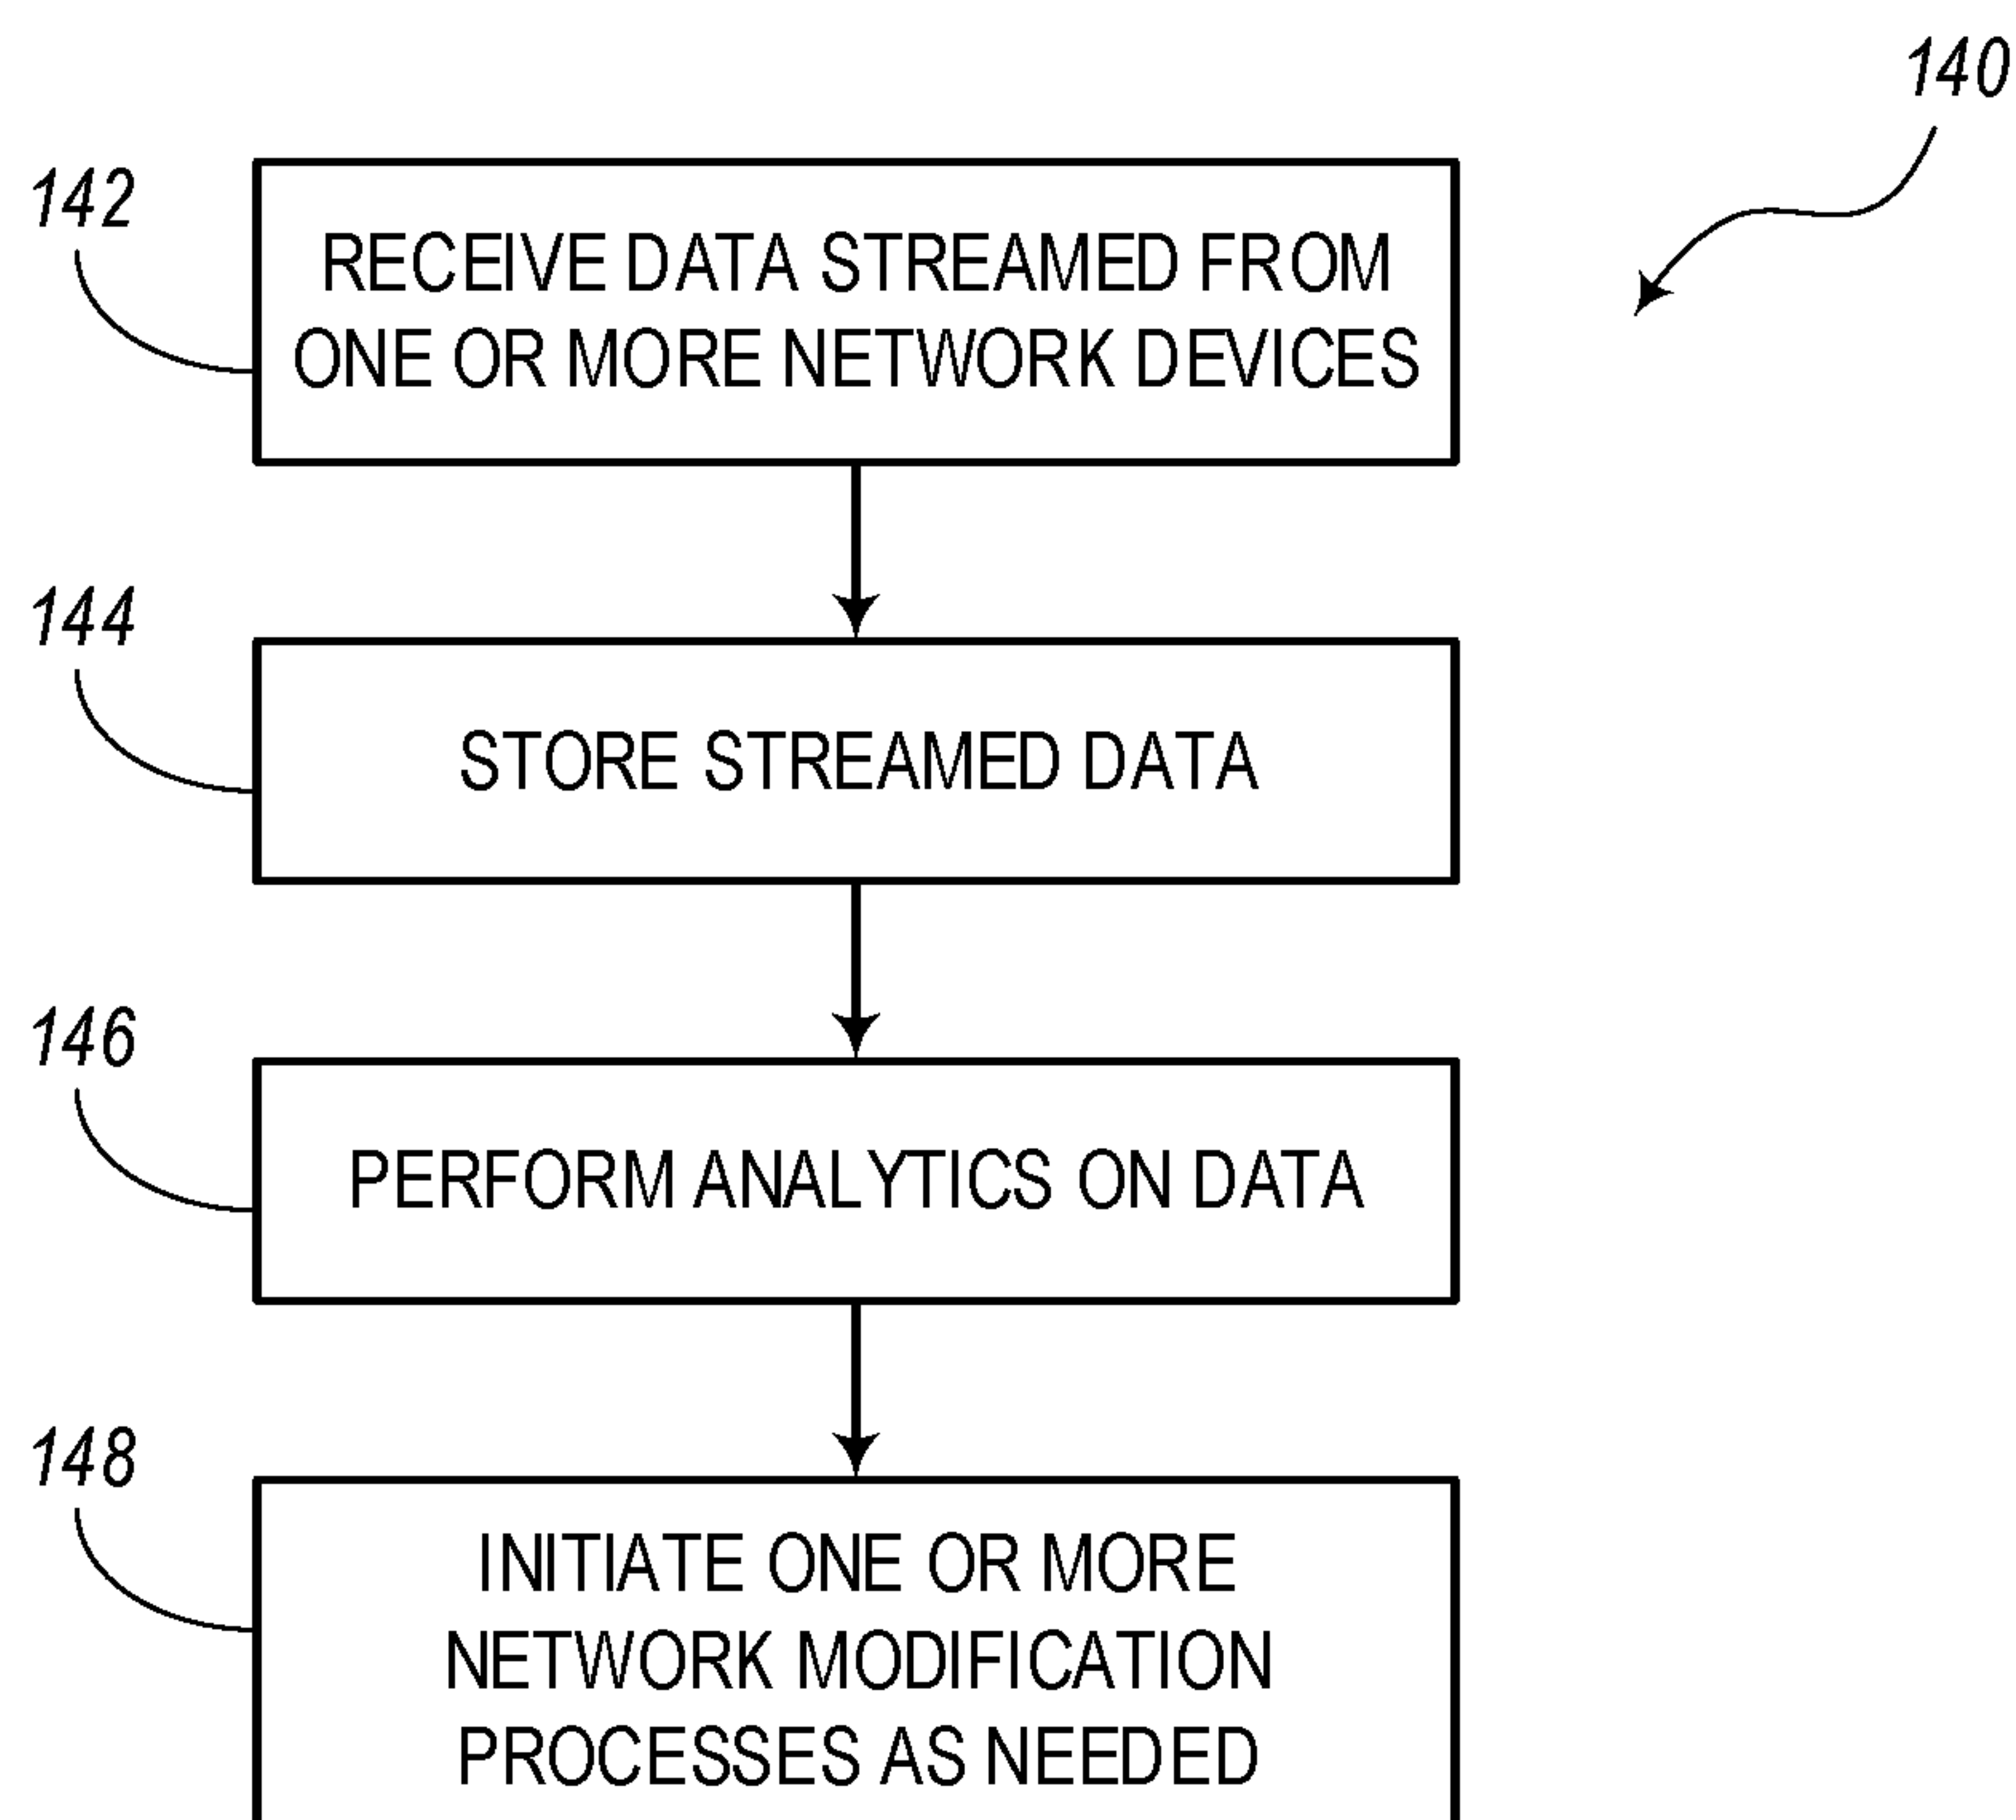 140
142
RECEIVE DATA STREAMED FROM
ONE OR MORE NETWORK DEVICES
144
STORE STREAMED DATA
146
PERFORM ANALYTICS ON DATA
148
INITIATE ONE OR MORE
NETWORK MODIFICATION
PROCESSES AS NEEDED